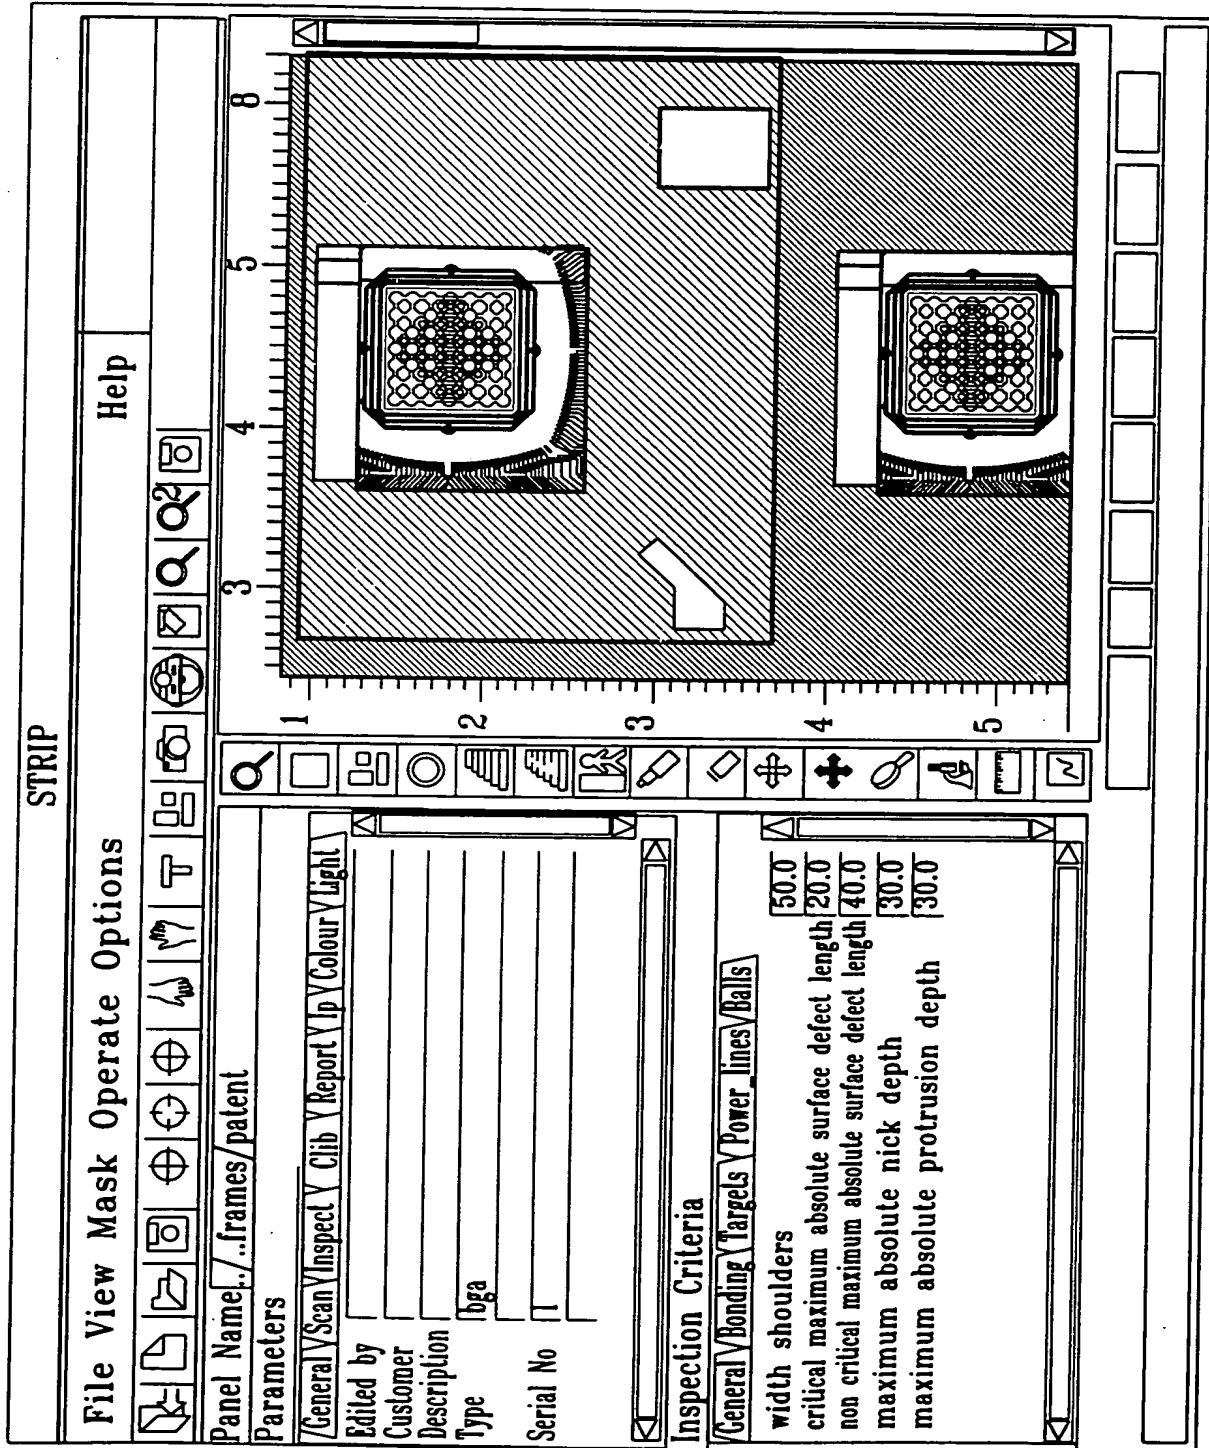 STRIP
File View Mask Operate Options Help
2
Panel Name ../..frames/patent
Parameters
General Scan Inspect Clib Report Ip Colour Light
Edited by
Customer
Description
Type bga
Serial No 1
Inspection Criteria
General Bonding Targets Power_lines Balls
width shoulders 50.0
critical maximum absolute surface defect length 20.0
non critical maximum absolute surface defect length 40.0
maximum absolute nick depth 30.0
maximum absolute protrusion depth 30.0
3 4 5 8
1
2
3
4
5